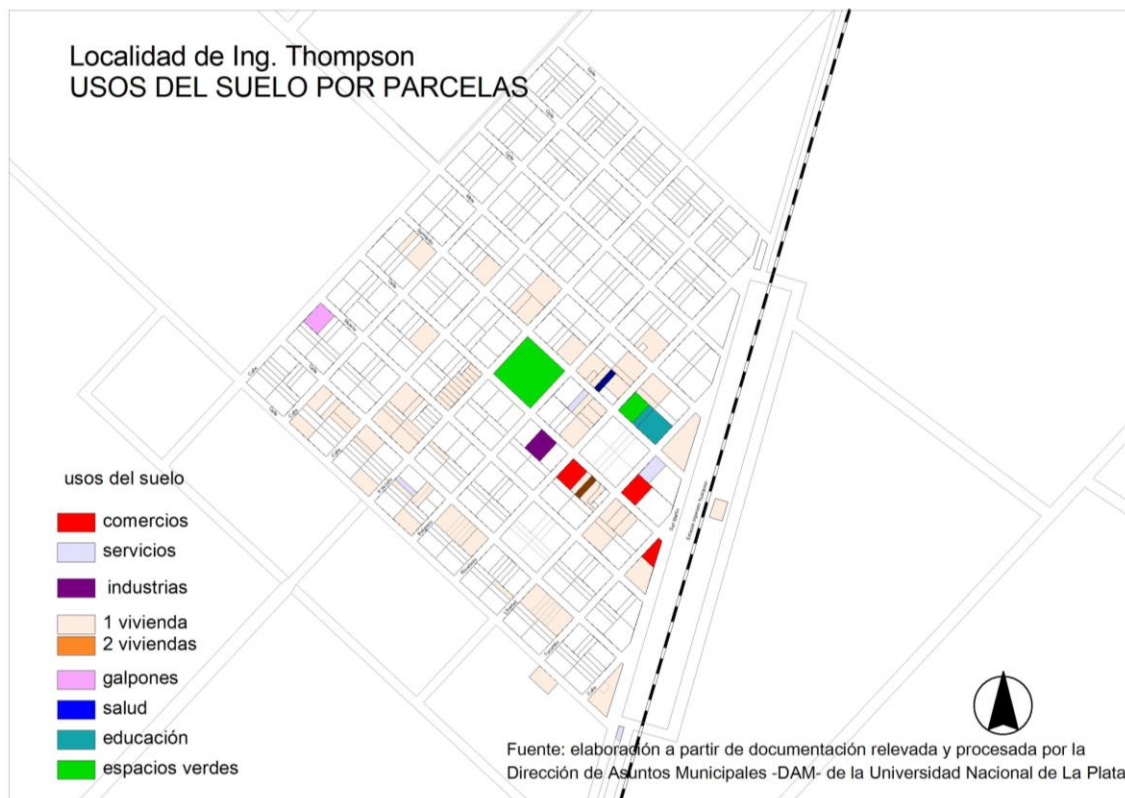 Localidad de Ing. Thompson
USOS DEL SUELO POR PARCELAS
usos del suelo
comercios
servicios
industrias
1 vivienda
2 viviendas
galpones
salud
educación
espacios verdes
Fuente: elaboración a partir de documentación relevada y procesada por la
Dirección de Asuntos Municipales -DAM- de la Universidad Nacional de La Plata